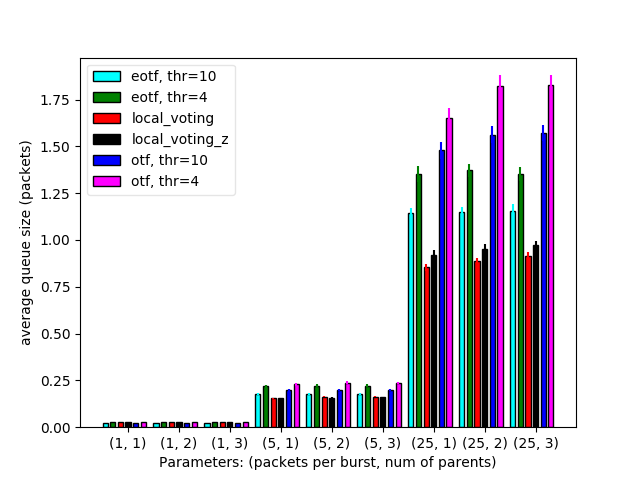 eotf, thr=10
eotf, thr=4
local_voting
local_voting_z
otf, thr=10
otf, thr=4
average queue size (packets)
1.75
1.50
1.25
1.00
0.75
0.50
0.25
0.00
(1, 1) (1, 2) (1, 3) (5, 1) (5, 2) (5, 3) (25, 1) (25, 2) (25, 3)
Parameters: (packets per burst, num of parents)